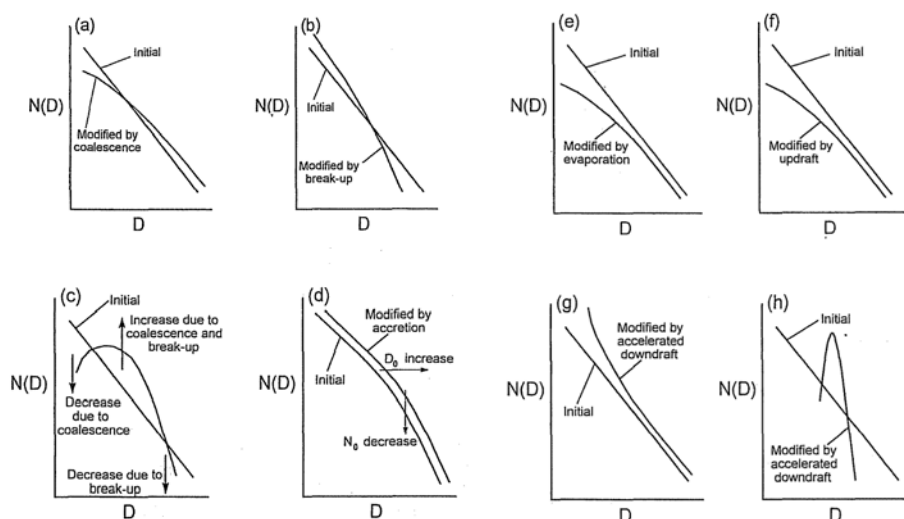 (a)
Initial
N(D)
Modified by
coalescence
D
(b)
N(D)
Initial
Modified by
break-up
D
(e)
Initial
N(D)
Modified by
evaporation
D
(f)
Initial
N(D)
Modified by
updraft
D
(c)
Initial
Increase due to
coalescence and
break-up
N(D)
Decrease
due to
coalescence
Decrease due to
break-up
D
(d)
Modified by
accretion
D₀ increase
N(D)
Initial
N₀ decrease
D
(g)
Modified by
accelerated
downdraft
N(D)
Initial
D
(h)
Initial
N(D)
Modified by
accelerated
downdraft
D